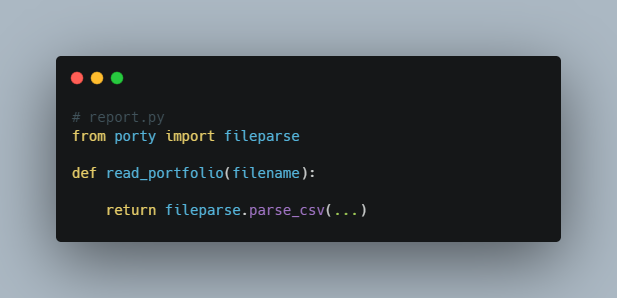 # report.py
from porty import fileparse
def read_portfolio(filename):
    return fileparse.parse_csv(...)